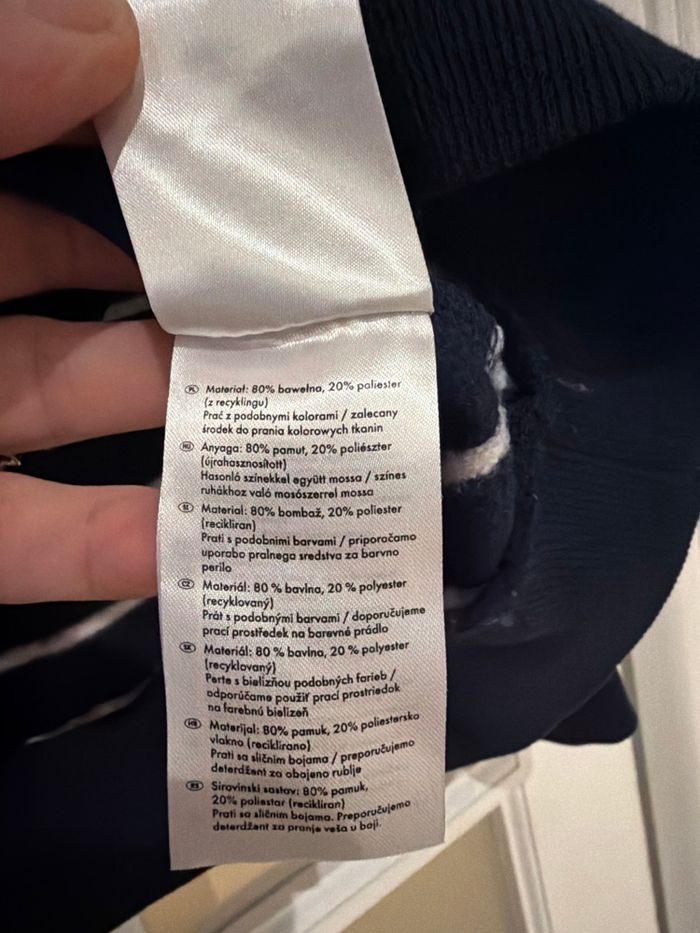 PL Materiał: 80% bawełna, 20% poliester
(z recyklingu)
Prać z podobnymi kolorami / zalecany
środek do prania kolorowych tkanin
HU Anyaga: 80% pamut, 20% poliészter
(újrahasznosított)
Hasonló színekkel együtt mossa / színes
ruhákhoz való mosószerrel mossa
SI Material: 80% bombaž, 20% poliester
(recikliran)
Prati s podobnimi barvami / priporočamo
uporabo pralnega sredstva za barvno
perilo
CZ Materiál: 80 % bavlna, 20 % polyester
(recyklovaný)
Prát s podobnými barvami / doporučujeme
prací prostředek na barevné prádlo
SK Materiál: 80 % bavlna, 20 % polyester
(recyklovaný)
Perte s bielizňou podobných farieb /
odporúčame použiť prací prostriedok
na farebnú bielizeň
HR Materijal: 80% pamuk, 20% poliestersko
vlakno (reciklirano)
Prati sa sličnim bojama / preporučujemo
deterdžent za obojeno rublje
RS Sirovinski sastav: 80% pamuk,
20% poliestar (recikliran)
Prati sa sličnim bojama. Preporučujemo
deterdžent za pranje veša u boji.